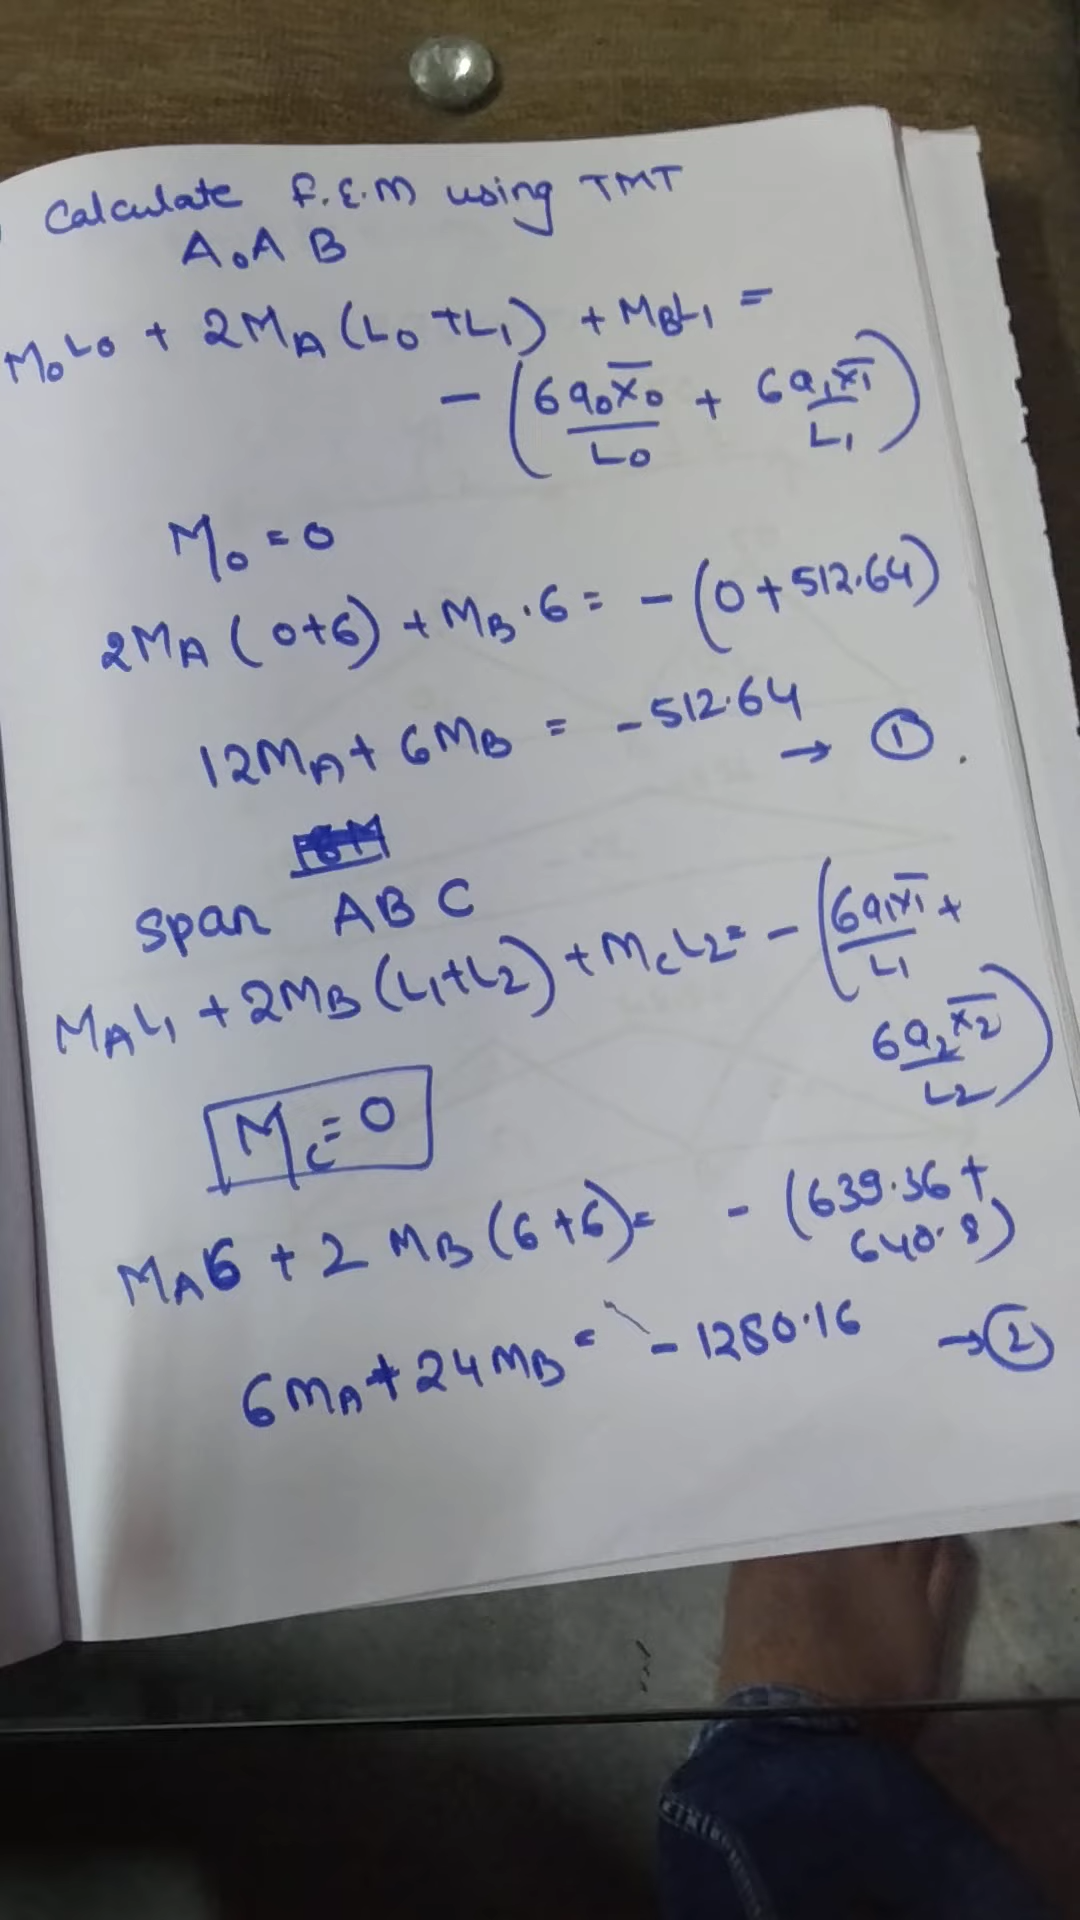 Calculate F.E.M using TMT
A₀A B
M₀L₀ + 2MA (L₀ + L₁) + MBL₁ =
- (6a₀x̄₀/L₀ + 6a₁x̄₁/L₁)
M₀ = 0
2MA (0+6) + MB·6 = - (0 + 512.64)
12MA + 6MB = - 512.64 → ①
Span ABC
MAL₁ + 2MB (L₁+L₂) + MCL₂ = - (6a₁x̄₁/L₁ +
6a₂x̄₂/L₂)
MC = 0
MA6 + 2 MB (6+6) = - (639.36 +
640.8)
6MA + 24MB = - 1280.16 → ②